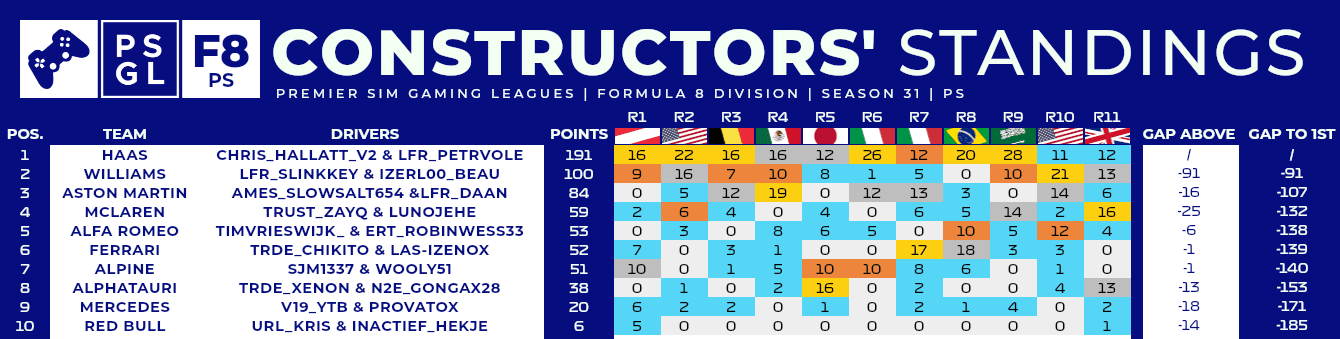 PS GL F8 PS CONSTRUCTORS' STANDINGS
PREMIER SIM GAMING LEAGUES | FORMULA 8 DIVISION | SEASON 31 | PS
R1 R2 R3 R4 R5 R6 R7 R8 R9 R10 R11
POS. TEAM DRIVERS POINTS GAP ABOVE GAP TO 1ST
1 HAAS CHRIS_HALLATT_V2 & LFR_PETRVOLE 191 16 22 16 16 12 26 12 20 28 11 12 / /
2 WILLIAMS LFR_SLINKKEY & IZERL00_BEAU 100 9 16 7 10 8 1 5 0 10 21 13 -91 -91
3 ASTON MARTIN AMES_SLOWSALT654 &LFR_DAAN 84 0 5 12 19 0 12 13 3 0 14 6 -16 -107
4 MCLAREN TRUST_ZAYQ & LUNOJEHE 59 2 6 4 0 4 0 6 5 14 2 16 -25 -132
5 ALFA ROMEO TIMVRIESWIJK_ & ERT_ROBINWESS33 53 0 3 0 8 6 5 0 10 5 12 4 -6 -138
6 FERRARI TRDE_CHIKITO & LAS-IZENOX 52 7 0 3 1 0 0 17 18 3 3 0 -1 -139
7 ALPINE SJM1337 & WOOLY51 51 10 0 1 5 10 10 8 6 0 1 0 -1 -140
8 ALPHATAURI TRDE_XENON & N2E_GONGAX28 38 0 1 0 2 16 0 2 0 0 4 13 -13 -153
9 MERCEDES V19_YTB & PROVATOX 20 6 2 2 0 1 0 2 1 4 0 2 -18 -171
10 RED BULL URL_KRIS & INACTIEF_HEKJE 6 5 0 0 0 0 0 0 0 0 0 1 -14 -185